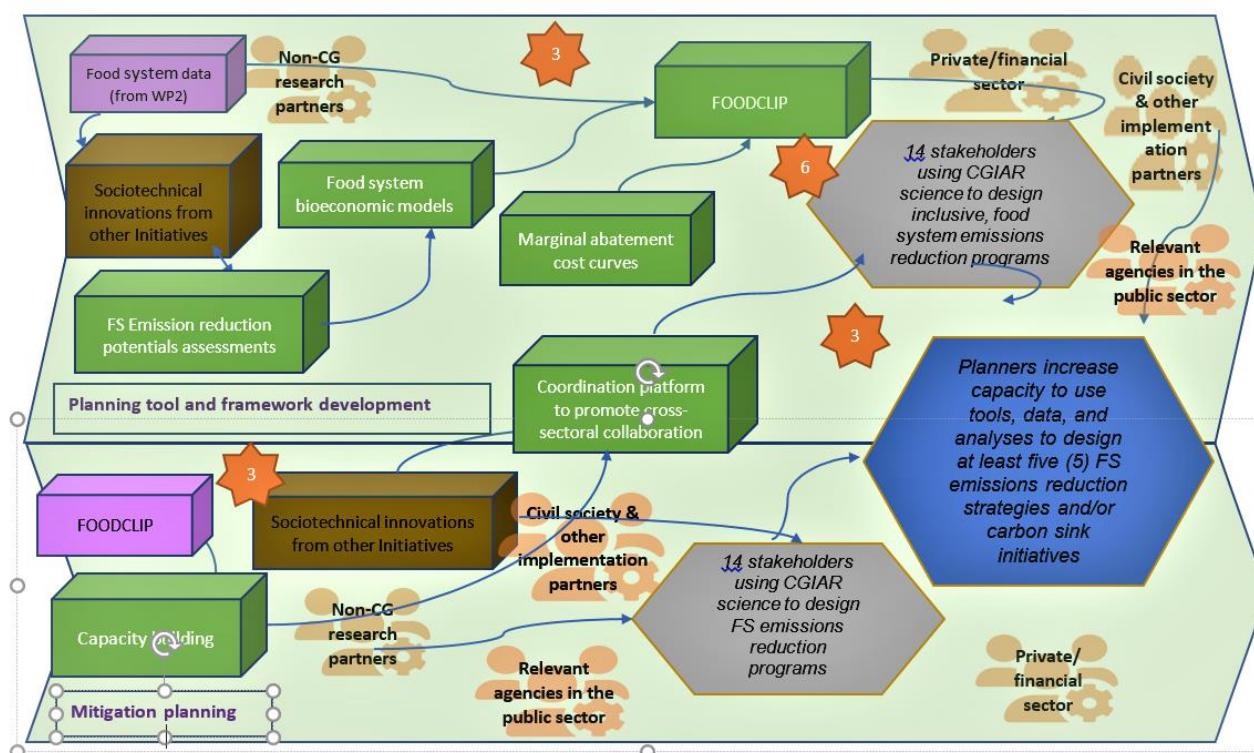 Food system data
(from WP2)
Non-CG
research
partners
3
FOODCLIP
Private/financial
sector
Civil society
& other
implement
ation
partners
Sociotechnical
innovations from
other Initiatives
Food system
bioeconomic models
Marginal abatement
cost curves
6
14 stakeholders
using CGIAR
science to design
inclusive, food
system emissions
reduction programs
Relevant
agencies in the
public sector
FS Emission reduction
potentials assessments
3
Planning tool and framework development
Coordination platform
to promote cross-
sectoral collaboration
Planners increase
capacity to use
tools, data, and
analyses to design
at least five (5) FS
emissions reduction
strategies and/or
carbon sink
initiatives
3
FOODCLIP
Sociotechnical innovations
from other Initiatives
Civil society &
other
implementation
partners
14 stakeholders
using CGIAR
science to design
FS emissions
reduction
programs
Capacity building
Non-CG
research
partners
Relevant
agencies in the
public sector
Private/
financial
sector
Mitigation planning